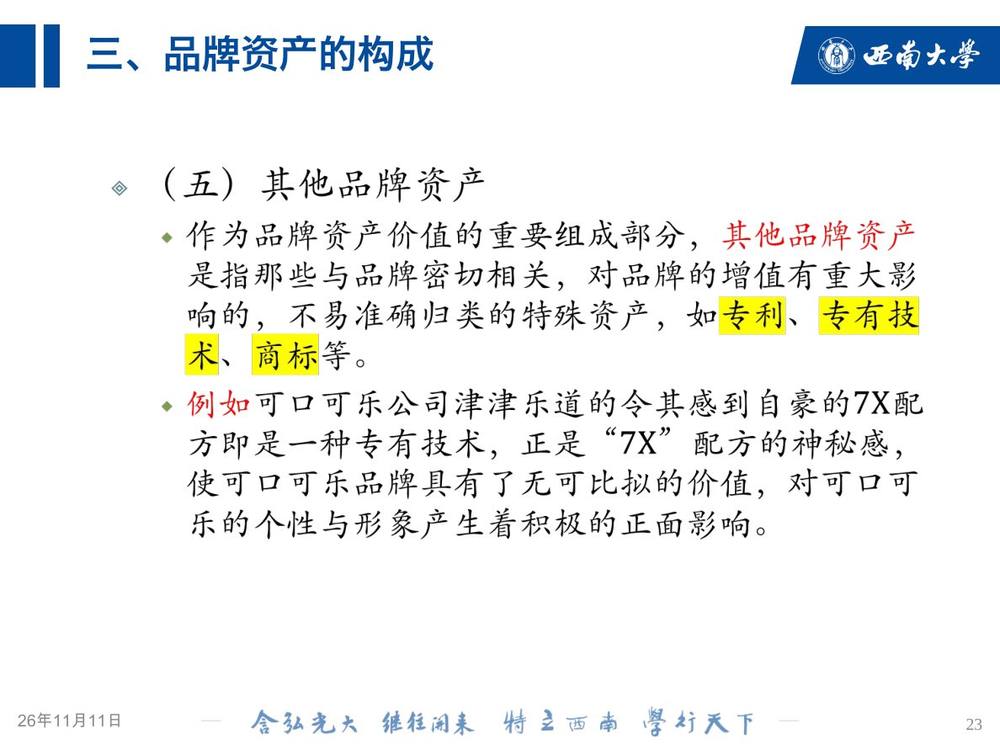 三、品牌资产的构成
西南大学
（五）其他品牌资产
作为品牌资产价值的重要组成部分，其他品牌资产
是指那些与品牌密切相关，对品牌的增值有重大影
响的，不易准确归类的特殊资产，如专利、专有技
术、商标等。
例如可口可乐公司津津乐道的令其感到自豪的7X配
方即是一种专有技术，正是“7X”配方的神秘感，
使可口可乐品牌具有了无可比拟的价值，对可口可
乐的个性与形象产生着积极的正面影响。
26年11月11日
含弘光大 继往开来 特立西南 學行天下
23